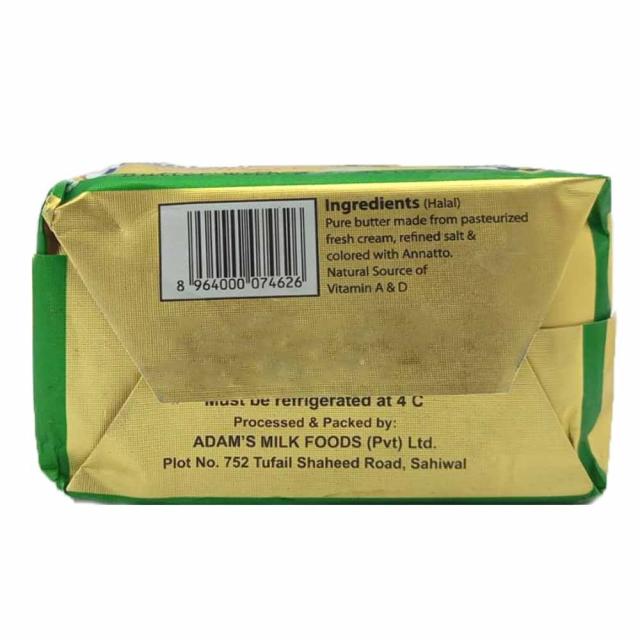 Ingredients (Halal)
Pure butter made from pasteurized
fresh cream, refined salt &
colored with Annatto.
Natural Source of
Vitamin A & D
8 964000 074626
Must be refrigerated at 4 C
Processed & Packed by:
ADAM'S MILK FOODS (Pvt) Ltd.
Plot No. 752 Tufail Shaheed Road, Sahiwal